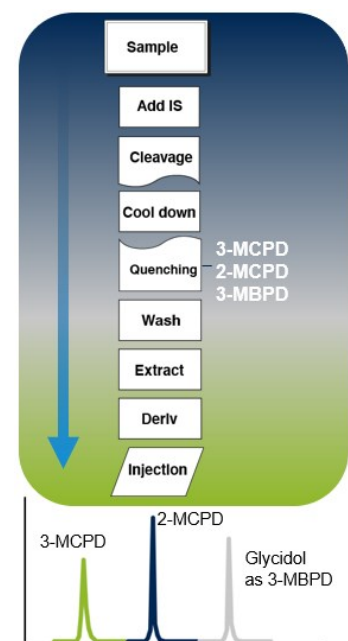 Sample
Add IS
Cleavage
Cool down
Quenching
3-MCPD
2-MCPD
3-MBPD
Wash
Extract
Deriv
Injection
2-MCPD
3-MCPD
Glycidol
as 3-MBPD